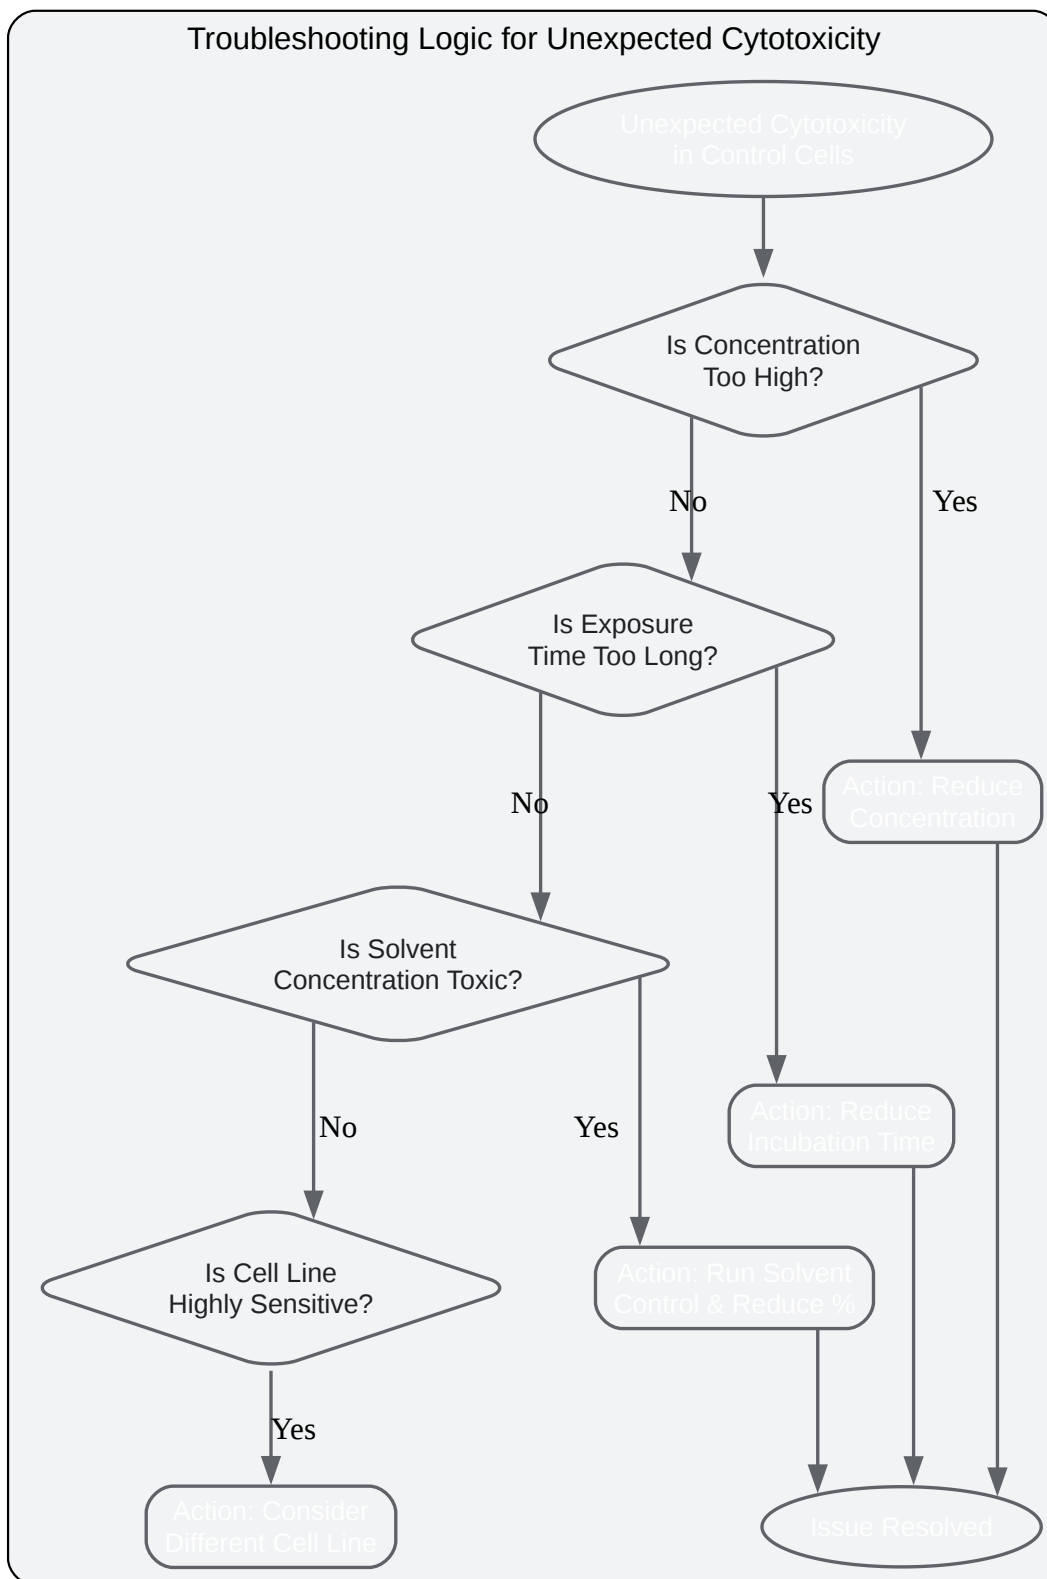 Troubleshooting Logic for Unexpected Cytotoxicity
Unexpected Cytotoxicity
in Control Cells
Is Concentration
Too High?
No
Yes
Is Exposure
Time Too Long?
No
Yes
Action: Reduce
Concentration
Is Solvent
Concentration Toxic?
No
Yes
Action: Reduce
Incubation Time
Is Cell Line
Highly Sensitive?
Action: Run Solvent
Control & Reduce %
Yes
Action: Consider
Different Cell Line
Issue Resolved